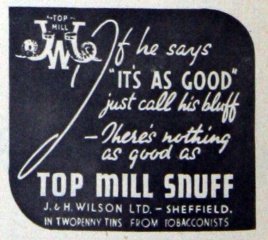 TOP
MILL
W
If he says
"IT'S AS GOOD"
just call his bluff
– There's nothing
as good as
TOP MILL SNUFF
J. & H. WILSON LTD. – SHEFFIELD.
IN TWOPENNY TINS FROM TOBACCONISTS